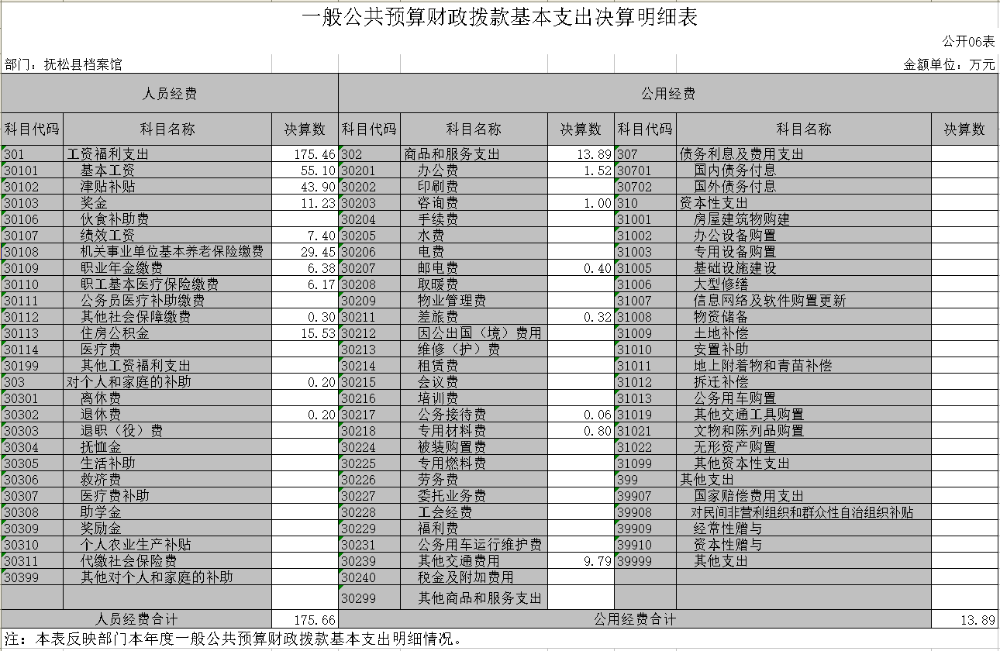 一般公共预算财政拨款基本支出决算明细表
公开06表
部门：抚松县档案馆 金额单位：万元
人员经费 公用经费
科目代码 科目名称 决算数 科目代码 科目名称 决算数 科目代码 科目名称 决算数
301 工资福利支出 175.46 302 商品和服务支出 13.89 307 债务利息及费用支出
30101 基本工资 55.10 30201 办公费 1.52 30701 国内债务付息
30102 津贴补贴 43.90 30202 印刷费 30702 国外债务付息
30103 奖金 11.23 30203 咨询费 1.00 310 资本性支出
30106 伙食补助费 30204 手续费 31001 房屋建筑物购建
30107 绩效工资 7.40 30205 水费 31002 办公设备购置
30108 机关事业单位基本养老保险缴费 29.45 30206 电费 31003 专用设备购置
30109 职业年金缴费 6.38 30207 邮电费 0.40 31005 基础设施建设
30110 职工基本医疗保险缴费 6.17 30208 取暖费 31006 大型修缮
30111 公务员医疗补助缴费 30209 物业管理费 31007 信息网络及软件购置更新
30112 其他社会保障缴费 0.30 30211 差旅费 0.32 31008 物资储备
30113 住房公积金 15.53 30212 因公出国（境）费用 31009 土地补偿
30114 医疗费 30213 维修（护）费 31010 安置补助
30199 其他工资福利支出 30214 租赁费 31011 地上附着物和青苗补偿
303 对个人和家庭的补助 0.20 30215 会议费 31012 拆迁补偿
30301 离休费 30216 培训费 31013 公务用车购置
30302 退休费 0.20 30217 公务接待费 0.06 31019 其他交通工具购置
30303 退职（役）费 30218 专用材料费 0.80 31021 文物和陈列品购置
30304 抚恤金 30224 被装购置费 31022 无形资产购置
30305 生活补助 30225 专用燃料费 31099 其他资本性支出
30306 救济费 30226 劳务费 399 其他支出
30307 医疗费补助 30227 委托业务费 39907 国家赔偿费用支出
30308 助学金 30228 工会经费 39908 对民间非营利组织和群众性自治组织补贴
30309 奖励金 30229 福利费 39909 经常性赠与
30310 个人农业生产补贴 30231 公务用车运行维护费 39910 资本性赠与
30311 代缴社会保险费 30239 其他交通费用 9.79 39999 其他支出
30399 其他对个人和家庭的补助 30240 税金及附加费用
30299 其他商品和服务支出
人员经费合计 175.66 公用经费合计 13.89
注：本表反映部门本年度一般公共预算财政拨款基本支出明细情况。